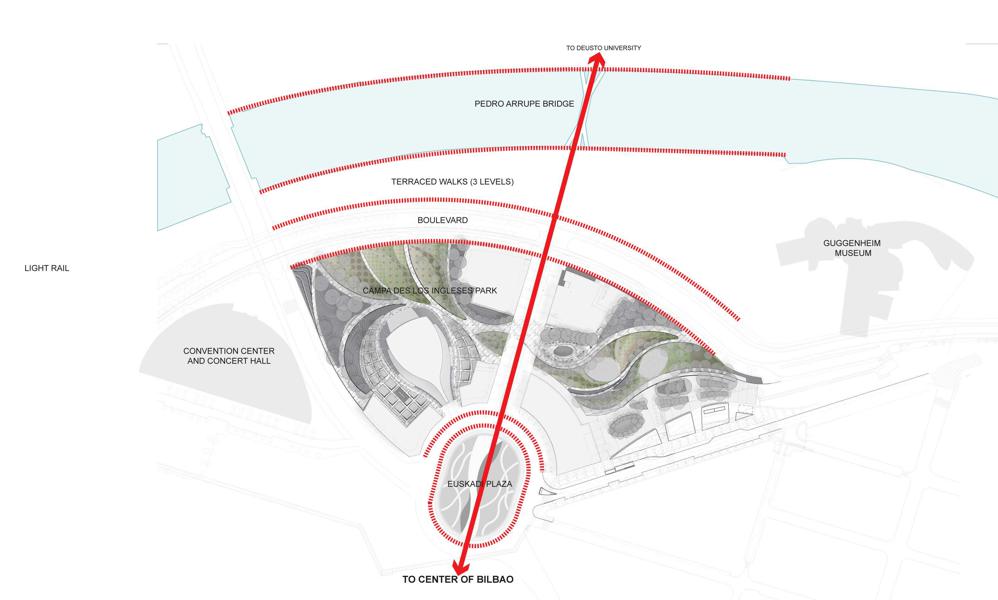 TO DEUSTO UNIVERSITY
PEDRO ARRUPE BRIDGE
TERRACED WALKS (3 LEVELS)
BOULEVARD
GUGGENHEIM
MUSEUM
LIGHT RAIL
CAMPA DES LOS INGLESES PARK
CONVENTION CENTER
AND CONCERT HALL
EUSKADI PLAZA
TO CENTER OF BILBAO